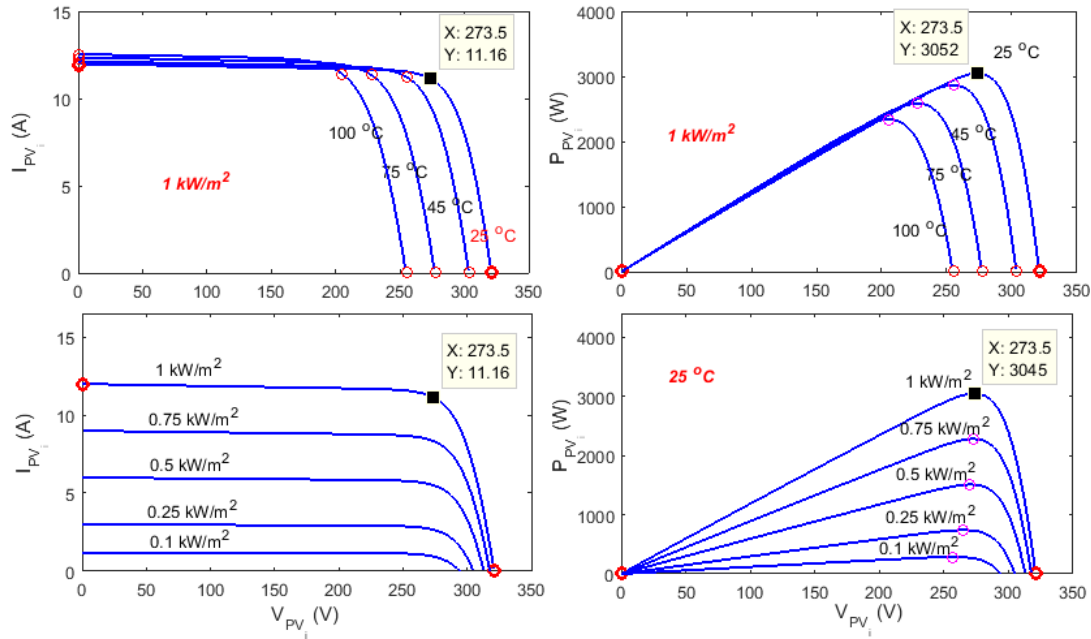 15
10
5
0
I_PV_i (A)
X: 273.5
Y: 11.16
100 °C
75 °C
45 °C
25 °C
1 kW/m²
0 50 100 150 200 250 300 350
4000
3000
2000
1000
0
P_PV_i (W)
X: 273.5
Y: 3052
25 °C
45 °C
75 °C
100 °C
1 kW/m²
0 50 100 150 200 250 300 350
15
10
5
0
I_PV_i (A)
X: 273.5
Y: 11.16
1 kW/m²
0.75 kW/m²
0.5 kW/m²
0.25 kW/m²
0.1 kW/m²
0 50 100 150 200 250 300 350
V_PV_i (V)
4000
3000
2000
1000
0
P_PV_i (W)
X: 273.5
Y: 3045
25 °C
1 kW/m²
0.75 kW/m²
0.5 kW/m²
0.25 kW/m²
0.1 kW/m²
0 50 100 150 200 250 300 350
V_PV_i (V)